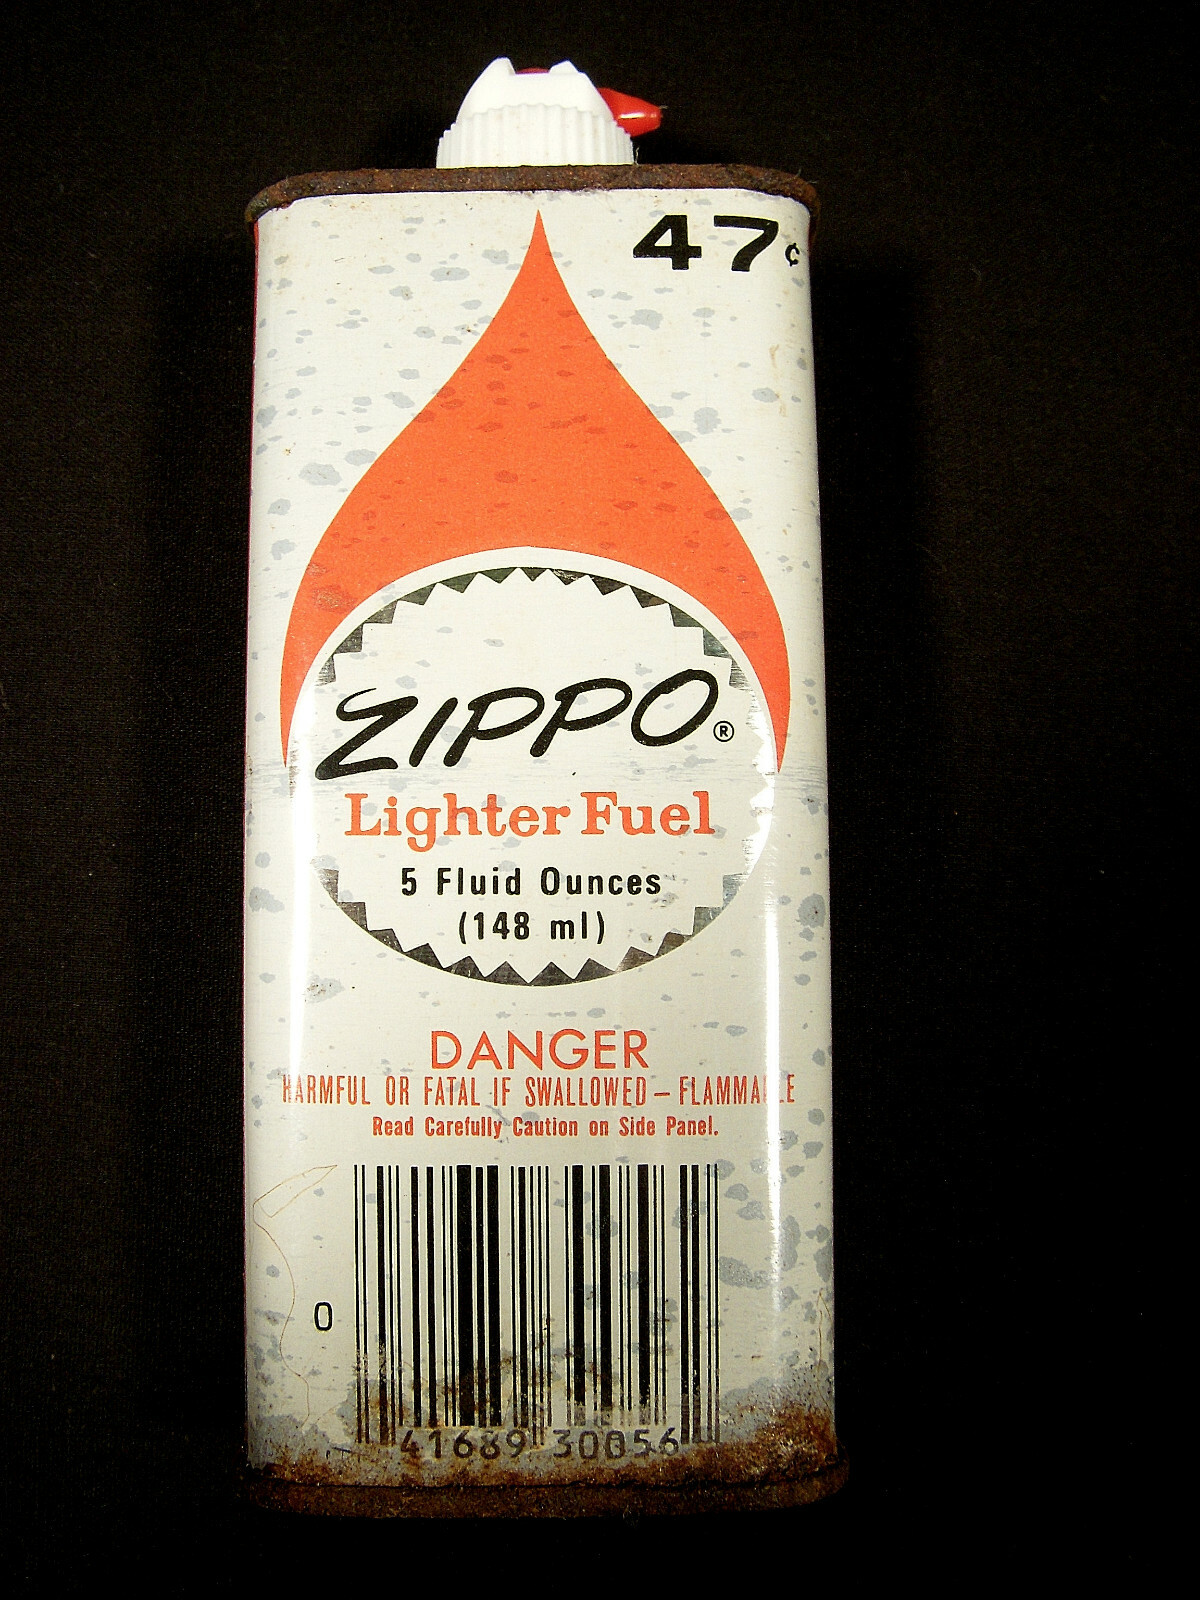 47¢
ZIPPO®
Lighter Fuel
5 Fluid Ounces
(148 ml)
DANGER
HARMFUL OR FATAL IF SWALLOWED – FLAMMABLE
Read Carefully Caution on Side Panel.
0
41689 30056